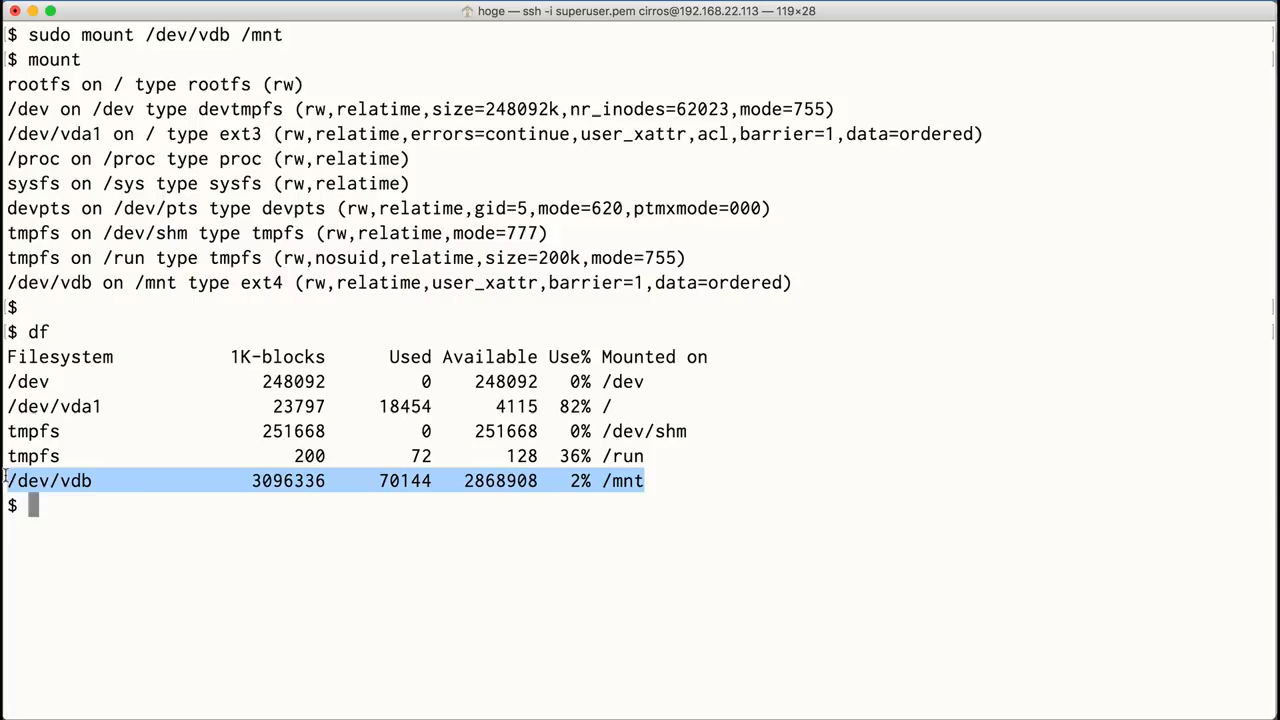 hoge — ssh -i superuser.pem cirros@192.168.22.113 — 119×28
$ sudo mount /dev/vdb /mnt
$ mount
rootfs on / type rootfs (rw)
/dev on /dev type devtmpfs (rw,relatime,size=248092k,nr_inodes=62023,mode=755)
/dev/vda1 on / type ext3 (rw,relatime,errors=continue,user_xattr,acl,barrier=1,data=ordered)
/proc on /proc type proc (rw,relatime)
sysfs on /sys type sysfs (rw,relatime)
devpts on /dev/pts type devpts (rw,relatime,gid=5,mode=620,ptmxmode=000)
tmpfs on /dev/shm type tmpfs (rw,relatime,mode=777)
tmpfs on /run type tmpfs (rw,nosuid,relatime,size=200k,mode=755)
/dev/vdb on /mnt type ext4 (rw,relatime,user_xattr,barrier=1,data=ordered)
$
$ df
Filesystem 1K-blocks Used Available Use% Mounted on
/dev 248092 0 248092 0% /dev
/dev/vda1 23797 18454 4115 82% /
tmpfs 251668 0 251668 0% /dev/shm
tmpfs 200 72 128 36% /run
/dev/vdb 3096336 70144 2868908 2% /mnt
$